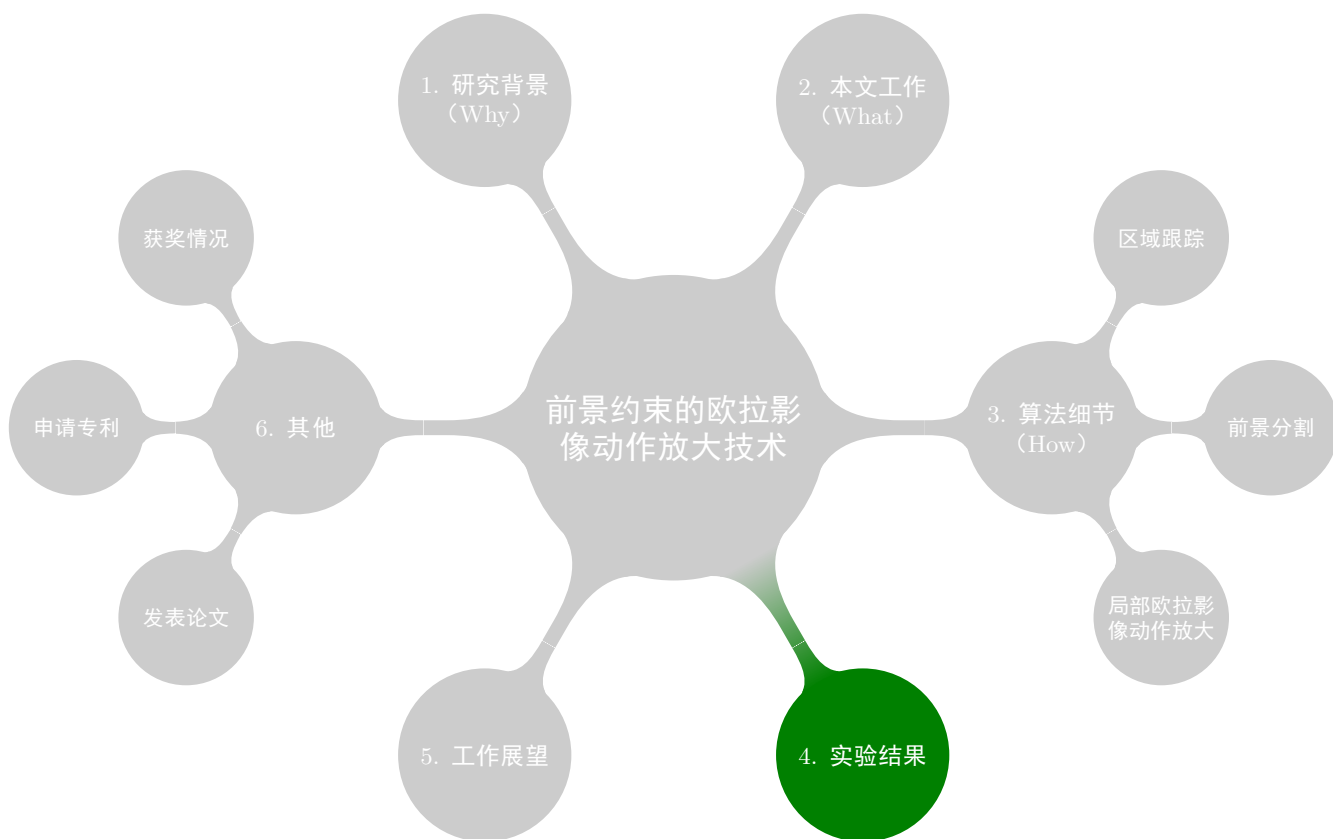 1. 研究背景
（Why）
2. 本文工作
（What）
获奖情况
区域跟踪
前景约束的欧拉影
像动作放大技术
申请专利
6. 其他
3. 算法细节
（How）
前景分割
发表论文
局部欧拉影
像动作放大
5. 工作展望
4. 实验结果